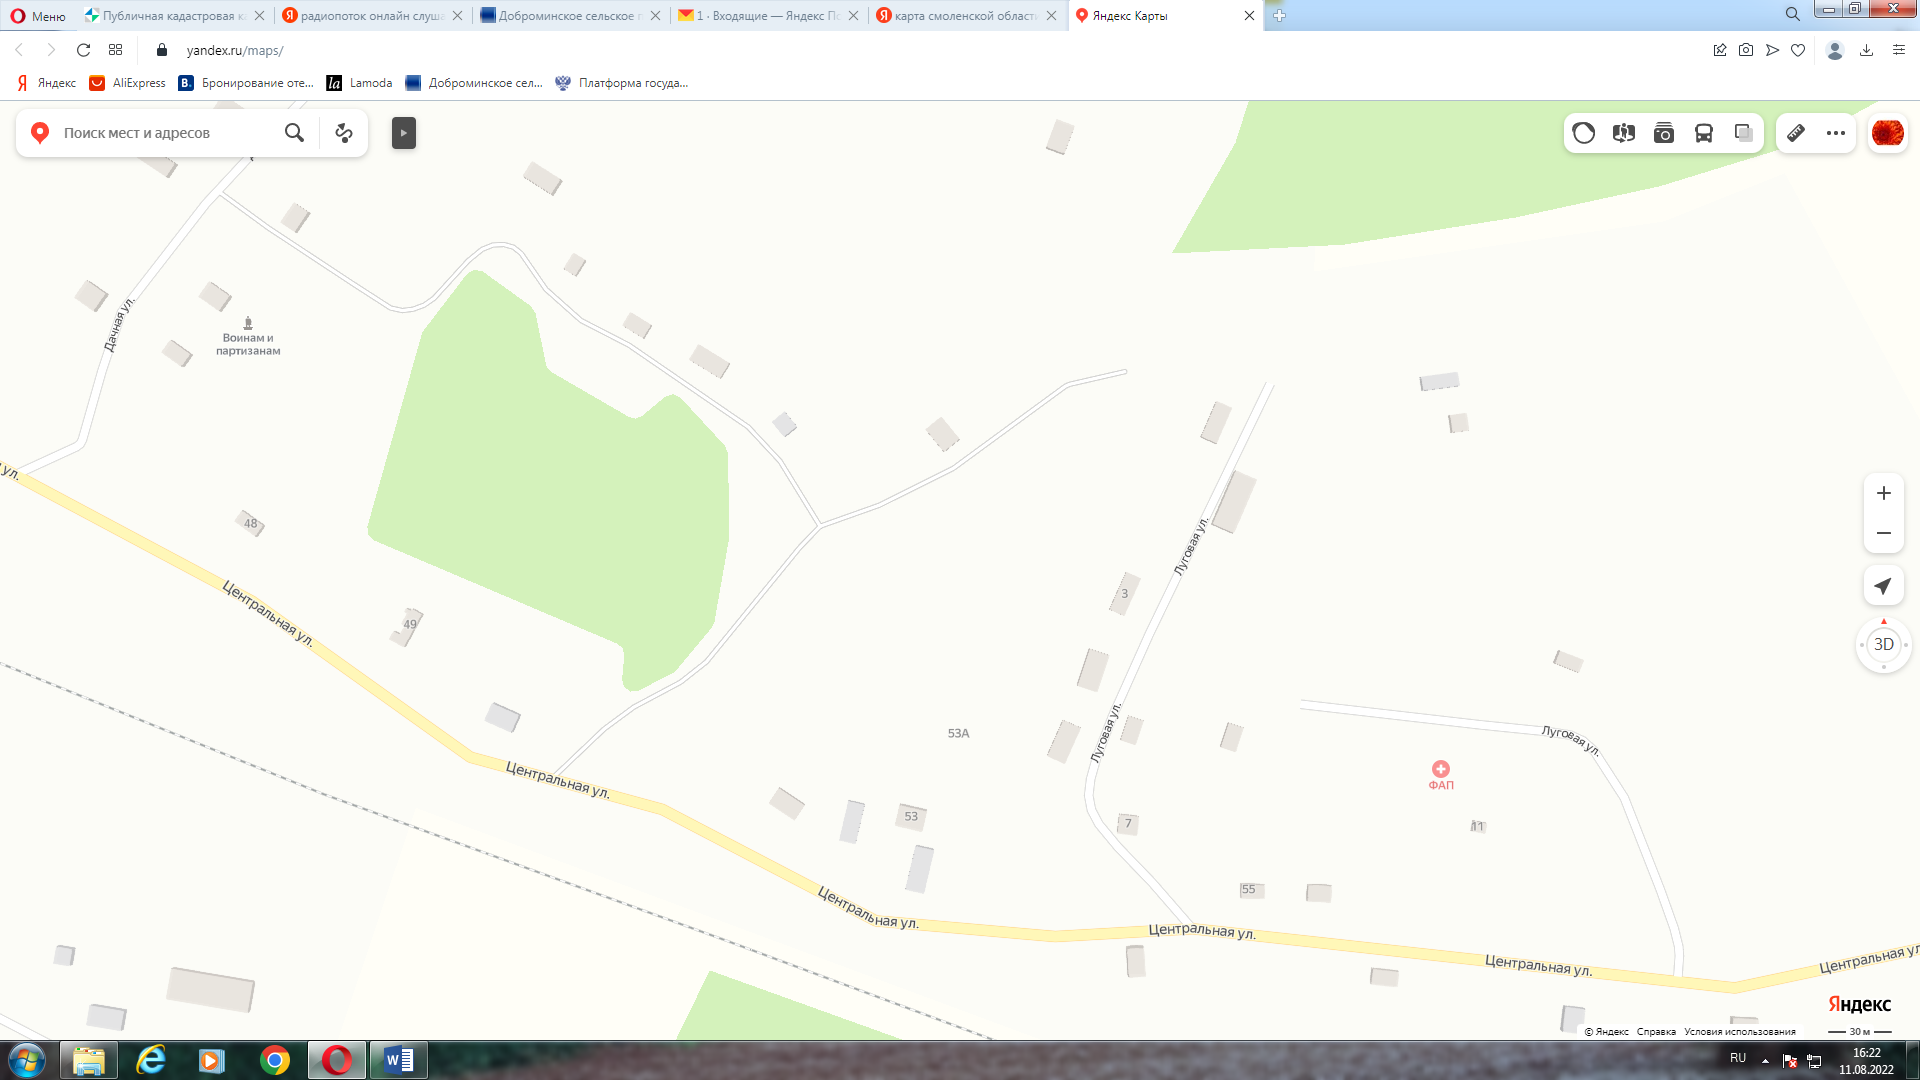 Меню
Публичная кадастровая к
радиопоток онлайн слуш
Доброминское сельское п
1 · Входящие — Яндекс По
карта смоленской област
Яндекс Карты
yandex.ru/maps/
Яндекс
AliExpress
Бронирование оте...
Lamoda
Доброминское сел...
Платформа госуда...
Поиск мест и адресов
Дачная ул.
Воинам и
партизанам
ул.
48
Центральная ул.
49
Луговая ул.
3
3D
53А
Луговая ул.
Луговая ул.
ФАП
Центральная ул.
53
7
11
55
Центральная ул.
Центральная ул.
Центральная ул.
Центральная ул
Яндекс
© Яндекс Справка Условия использования
30 м
RU
16:22
11.08.2022